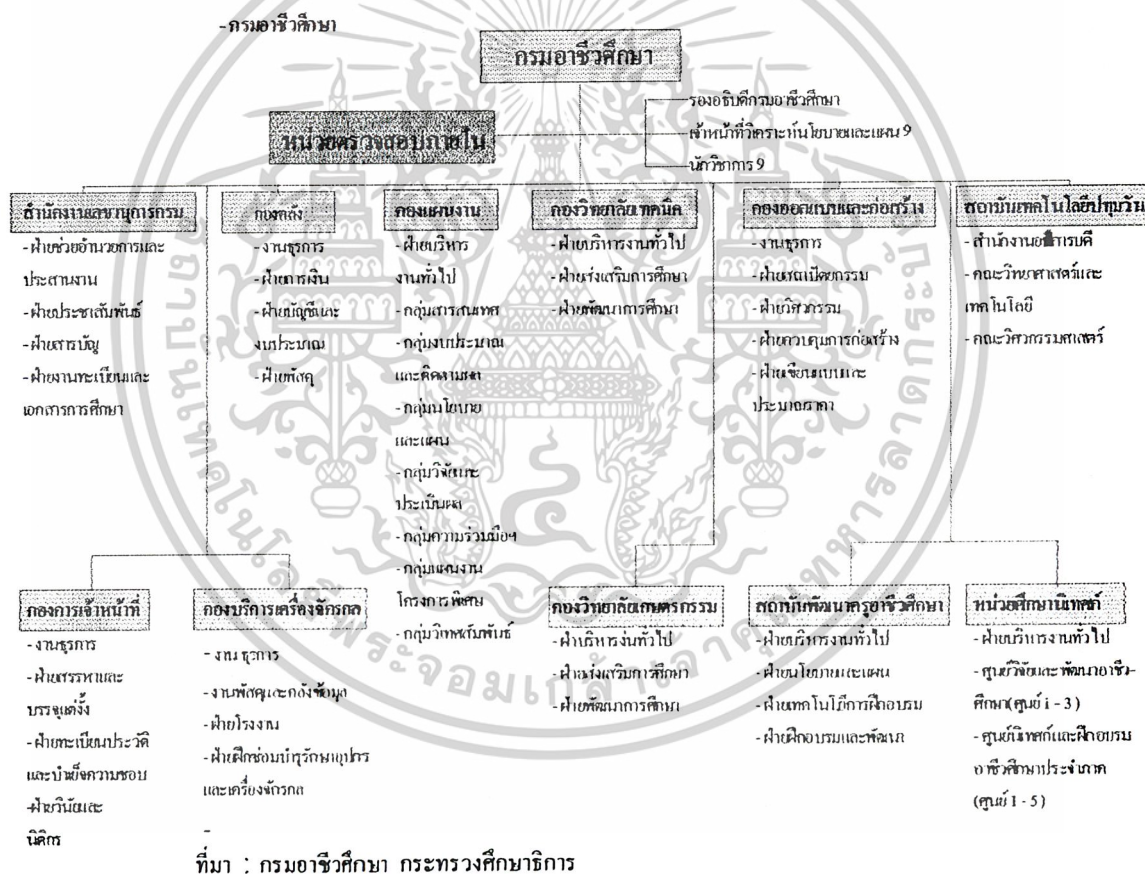 -กรมอาชีวศึกษา
กรมอาชีวศึกษา
รองอธิบดีกรมอาชีวศึกษา
หน่วยตรวจสอบภายใน
เจ้าหน้าที่วิเคราะห์นโยบายและแผน 9
นักวิชาการ 9
สำนักงานเลขานุการกรม
-ฝ่ายช่วยอำนวยการและ
ประสานงาน
-ฝ่ายประชาสัมพันธ์
-ฝ่ายสารบัญ
-ฝ่ายงานทะเบียนและ
เอกสารการศึกษา
กองคลัง
-งานธุรการ
-ฝ่ายการเงิน
-ฝ่ายบัญชีและ
งบประมาณ
-ฝ่ายพัสดุ
กองแผนงาน
-ฝ่ายบริหาร
งานทั่วไป
-กลุ่มสารสนเทศ
-กลุ่มงบประมาณ
และติดตามผล
-กลุ่มนโยบาย
และแผน
-กลุ่มวิจัยและ
ประเมินผล
-กลุ่มความร่วมมือฯ
-กลุ่มแผนงาน
โครงการพิเศษ
-กลุ่มวิเทศสัมพันธ์
กองวิทยาลัยเทคนิค
-ฝ่ายบริหารงานทั่วไป
-ฝ่ายส่งเสริมการศึกษา
-ฝ่ายพัฒนาการศึกษา
กองออกแบบและก่อสร้าง
-งานธุรการ
-ฝ่ายสถาปัตยกรรม
-ฝ่ายวิศวกรรม
-ฝ่ายควบคุมการก่อสร้าง
-ฝ่ายเขียนแบบและ
ประมาณราคา
สถาบันเทคโนโลยีปทุมวัน
-สำนักงานอธิการบดี
-คณะวิทยาศาสตร์และ
เทคโนโลยี
-คณะวิศวกรรมศาสตร์
กองการเจ้าหน้าที่
-งานธุรการ
-ฝ่ายสรรหาและ
บรรจุแต่งตั้ง
-ฝ่ายทะเบียนประวัติ
และบำเหน็จความชอบ
-ฝ่ายวินัยและ
นิติกร
กองบริการเครื่องจักรกล
-งานธุรการ
-งานพัสดุและคลังข้อมูล
-ฝ่ายโรงงาน
-ฝ่ายฝึกซ่อมบำรุงรักษาอุปกร
และเครื่องจักรกล
-
กองวิทยาลัยเกษตรกรรม
-ฝ่าบริหารงานทั่วไป
-ฝ่ายส่งเสริมการศึกษา
-ฝ่ายพัฒนาการศึกษา
สถาบันพัฒนาครูอาชีวศึกษา
-ฝ่ายบริหารงานทั่วไป
-ฝ่ายนโยบายและแผน
-ฝ่ายเทคโนโลยีการฝึกอบรม
-ฝ่ายฝึกอบรมและพัฒนา
หน่วยศึกษานิเทศก์
-ฝ่ายบริหารงานทั่วไป
-ศูนย์วิจัยและพัฒนาอาชีว-
ศึกษา(ศูนย์ 1 - 3)
-ศูนย์นิเทศก์และฝึกอบรม
อาชีวศึกษาประจำภาค
(ศูนย์ 1 - 5)
ที่มา : กรมอาชีวศึกษา กระทรวงศึกษาธิการ